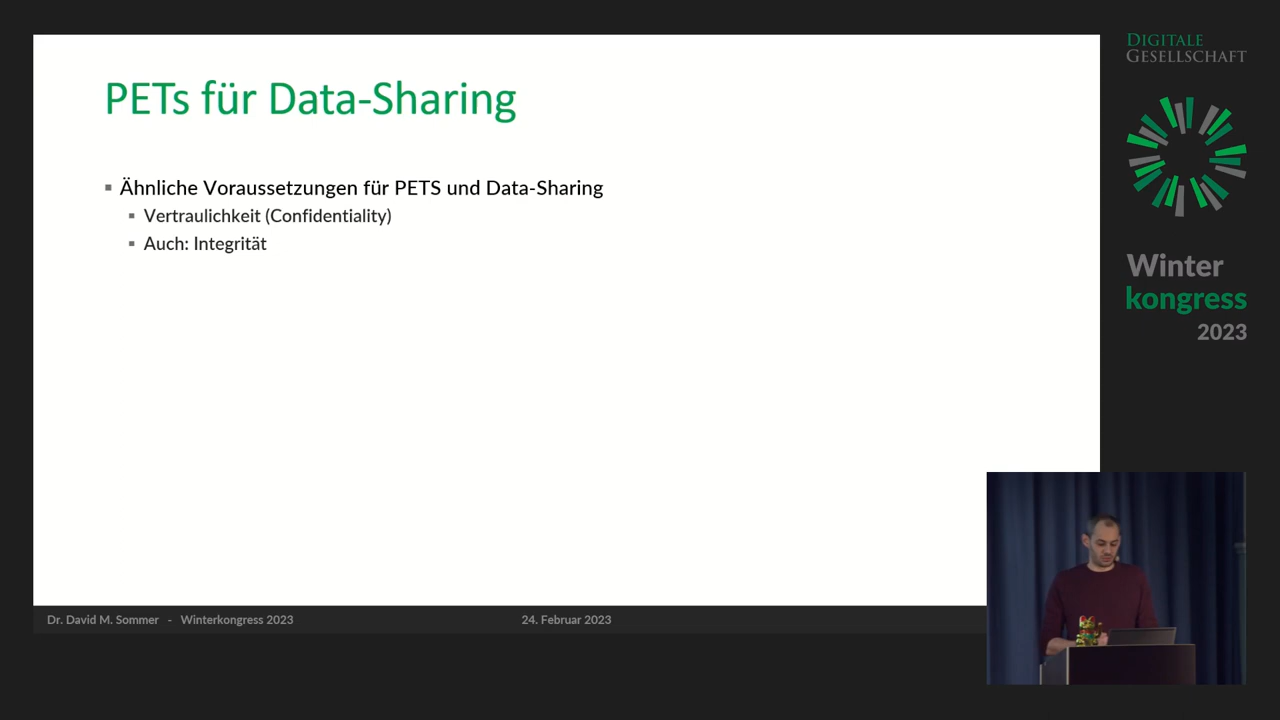 PETs für Data-Sharing
Ähnliche Voraussetzungen für PETS und Data-Sharing
Vertraulichkeit (Confidentiality)
Auch: Integrität
Dr. David M. Sommer - Winterkongress 2023
24. Februar 2023
DIGITALE
GESELLSCHAFT
Winter
kongress
2023